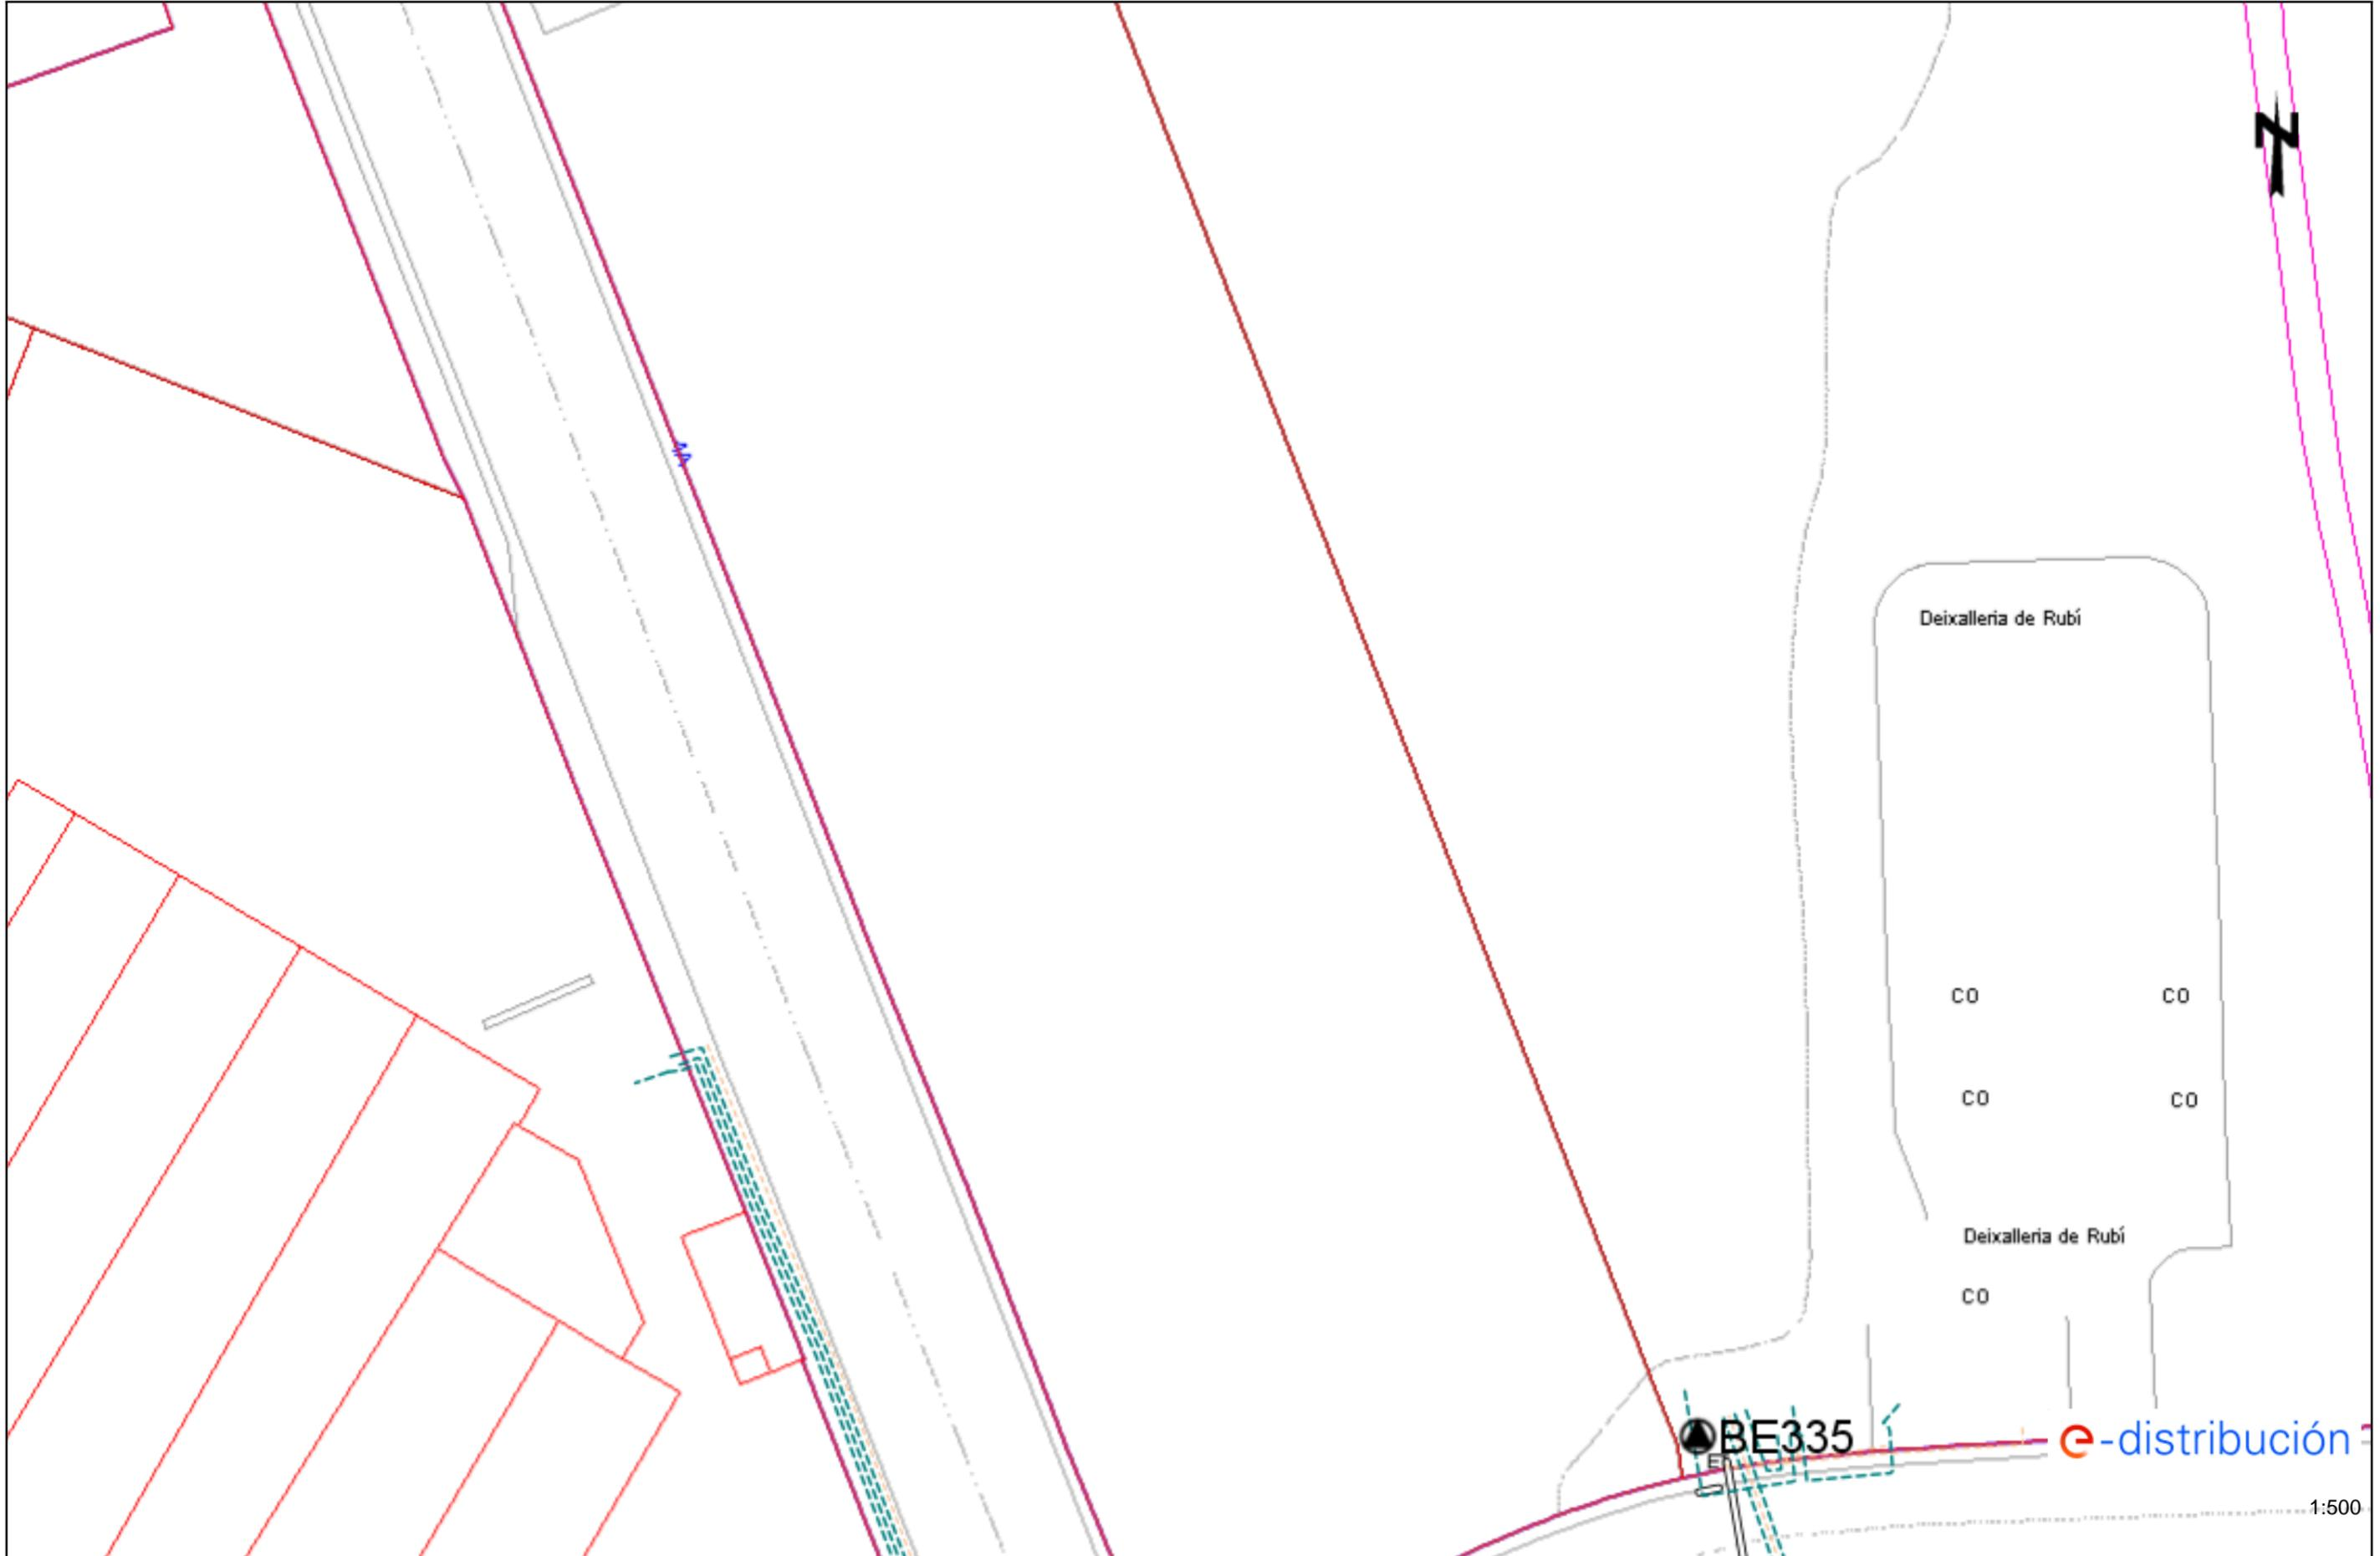 N
Deixalleria de Rubí
CO CO
CO CO
Deixalleria de Rubí
CO
BE335
e-distribución
1:500